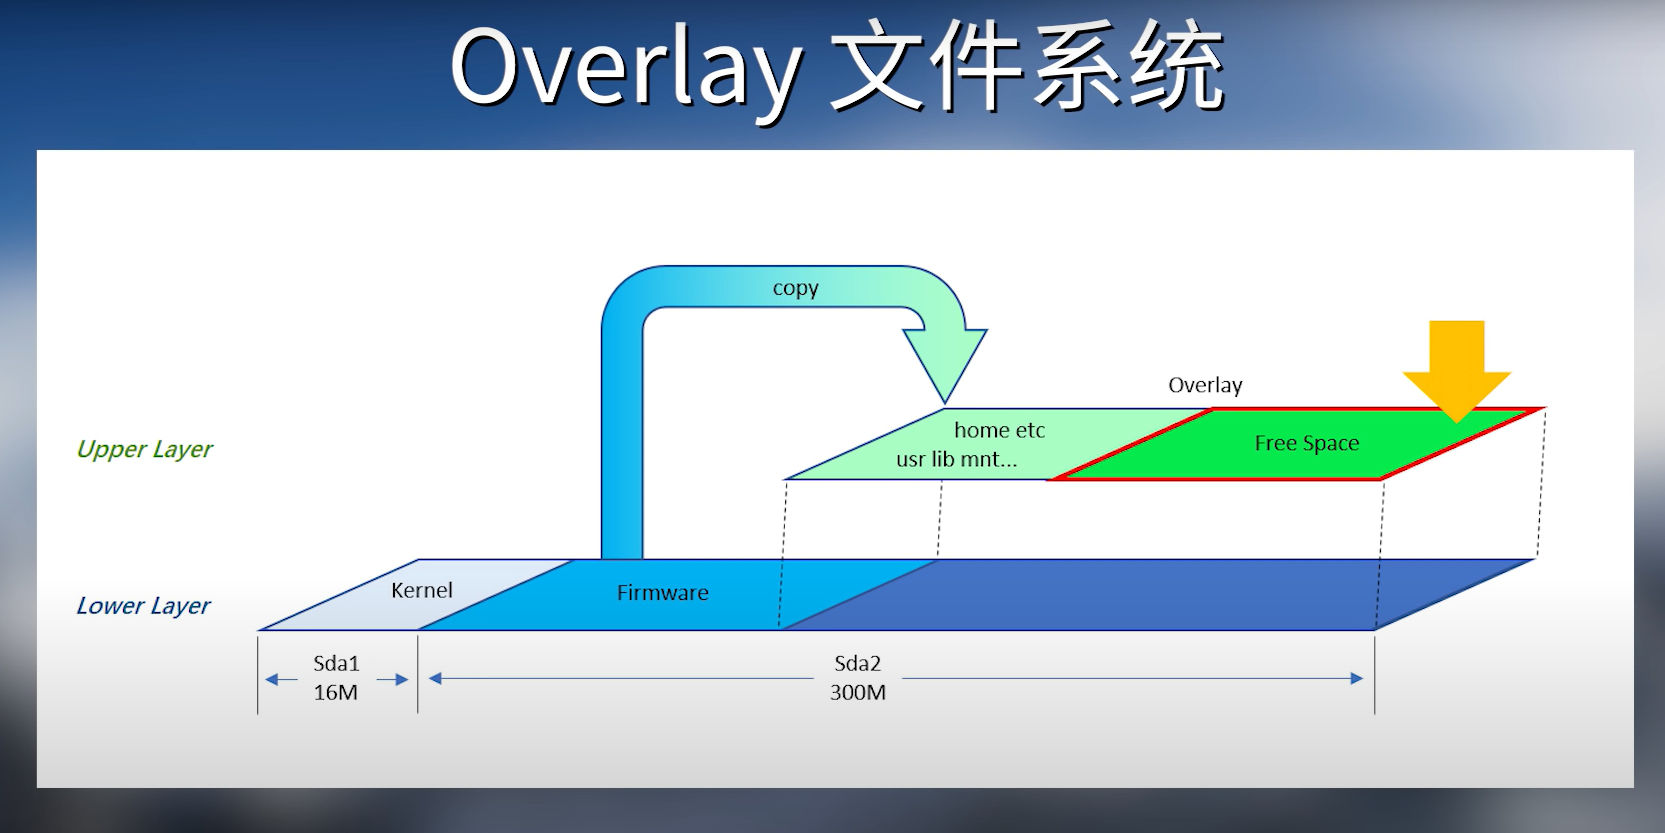 Overlay 文件系统
copy
Overlay
Upper Layer
home etc
usr lib mnt...
Free Space
Lower Layer
Kernel
Firmware
Sda1
16M
Sda2
300M